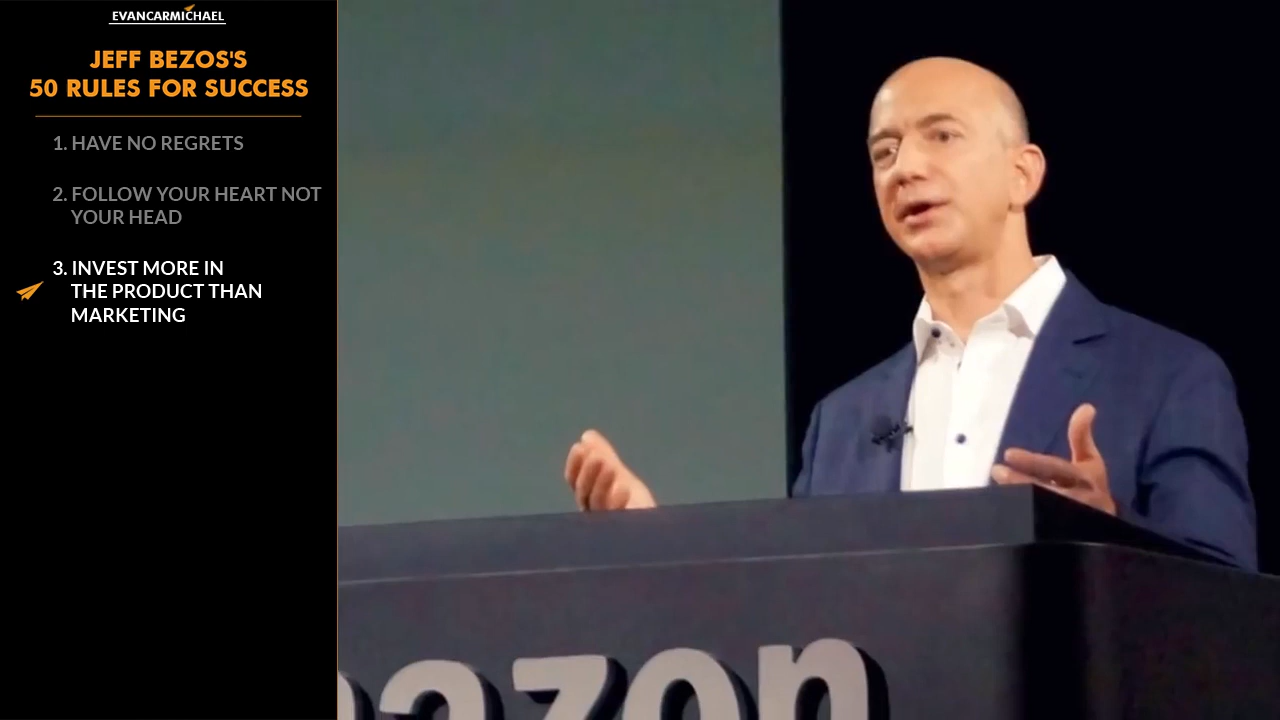 EVANCARMICHAEL
JEFF BEZOS'S
50 RULES FOR SUCCESS
1. HAVE NO REGRETS
2. FOLLOW YOUR HEART NOT
YOUR HEAD
3. INVEST MORE IN
THE PRODUCT THAN
MARKETING
azon